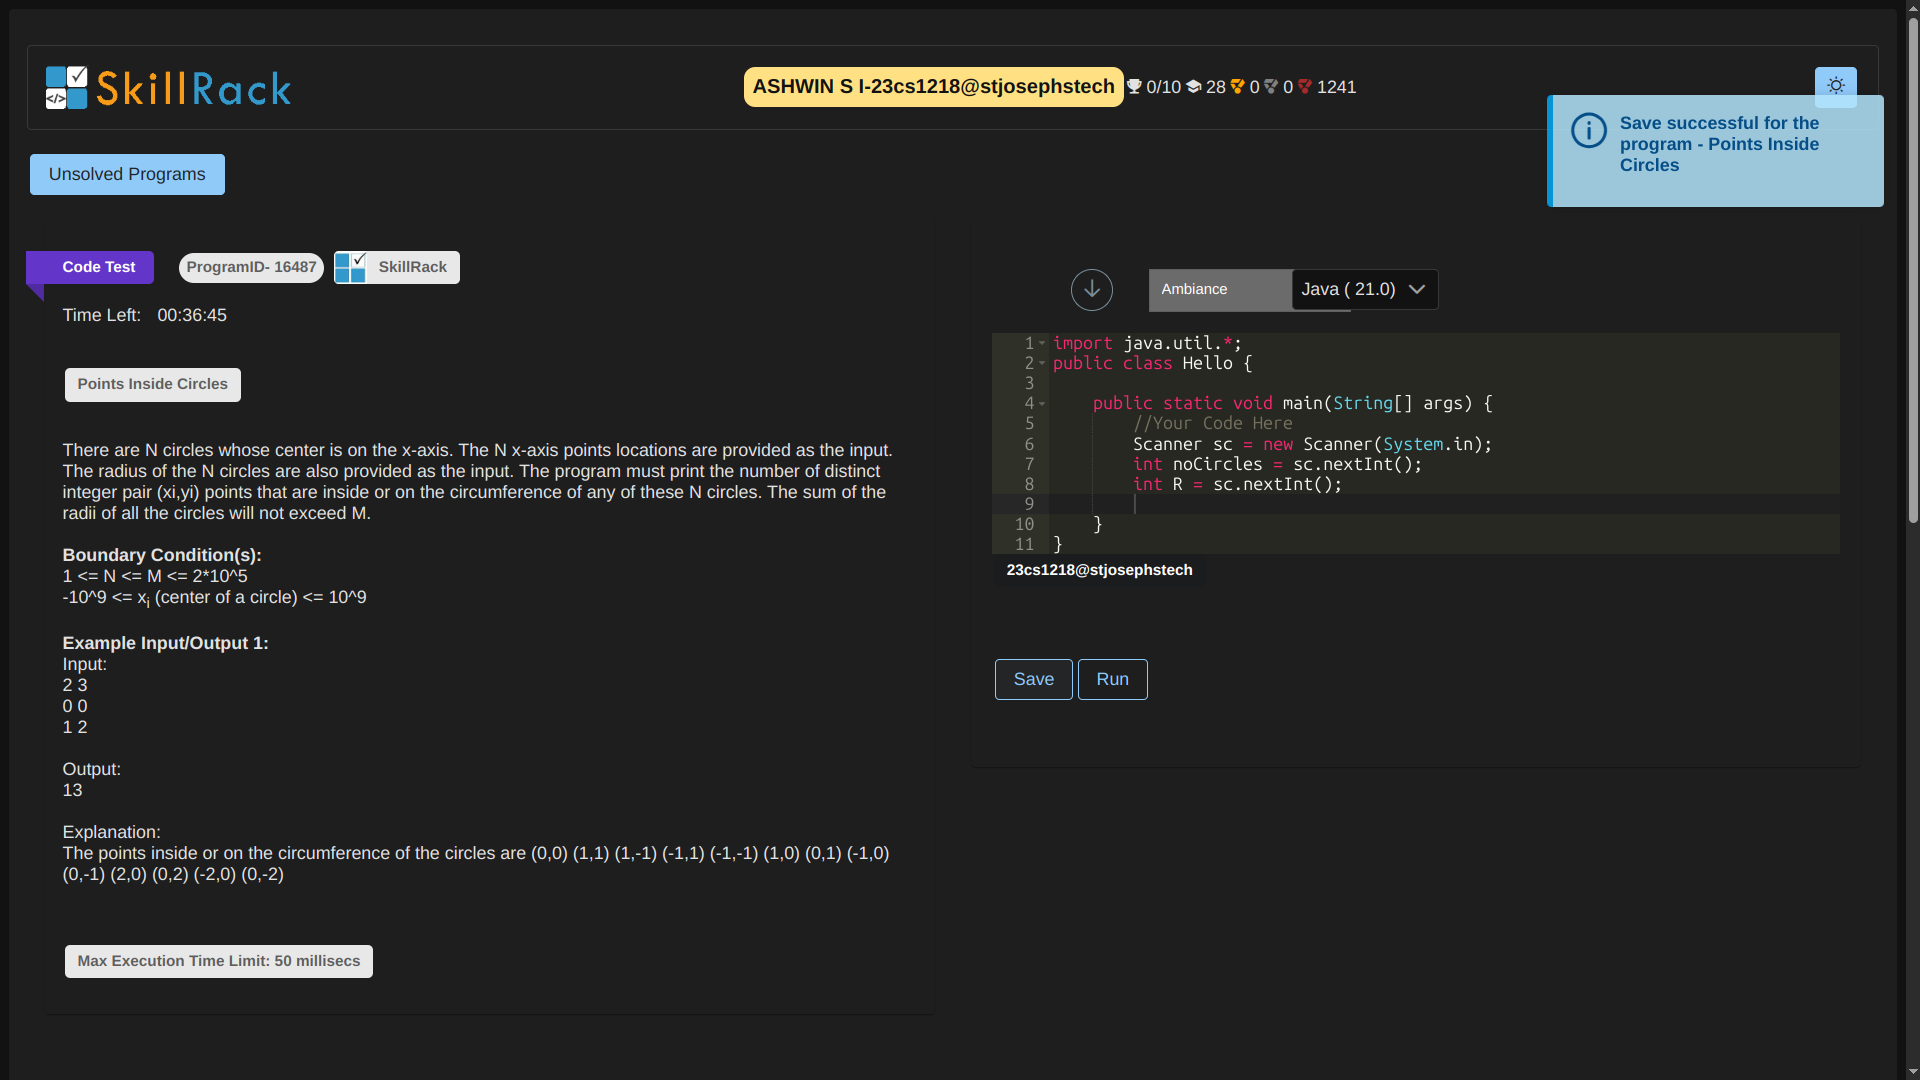 SkillRack
ASHWIN S I-23cs1218@stjosephstech 0/10 28 0 0 1241
Save successful for the
program - Points Inside
Circles
Unsolved Programs
Code Test
ProgramID- 16487
SkillRack
Time Left: 00:36:45
Points Inside Circles
There are N circles whose center is on the x-axis. The N x-axis points locations are provided as the input.
The radius of the N circles are also provided as the input. The program must print the number of distinct
integer pair (xi,yi) points that are inside or on the circumference of any of these N circles. The sum of the
radii of all the circles will not exceed M.
Boundary Condition(s):
1 <= N <= M <= 2*10^5
-10^9 <= xi (center of a circle) <= 10^9
Example Input/Output 1:
Input:
2 3
0 0
1 2
Output:
13
Explanation:
The points inside or on the circumference of the circles are (0,0) (1,1) (1,-1) (-1,1) (-1,-1) (1,0) (0,1) (-1,0)
(0,-1) (2,0) (0,2) (-2,0) (0,-2)
Max Execution Time Limit: 50 millisecs
Ambiance
Java ( 21.0)
1 import java.util.*;
2 public class Hello {
3
4 public static void main(String[] args) {
5 //Your Code Here
6 Scanner sc = new Scanner(System.in);
7 int noCircles = sc.nextInt();
8 int R = sc.nextInt();
9
10 }
11 }
23cs1218@stjosephstech
Save
Run